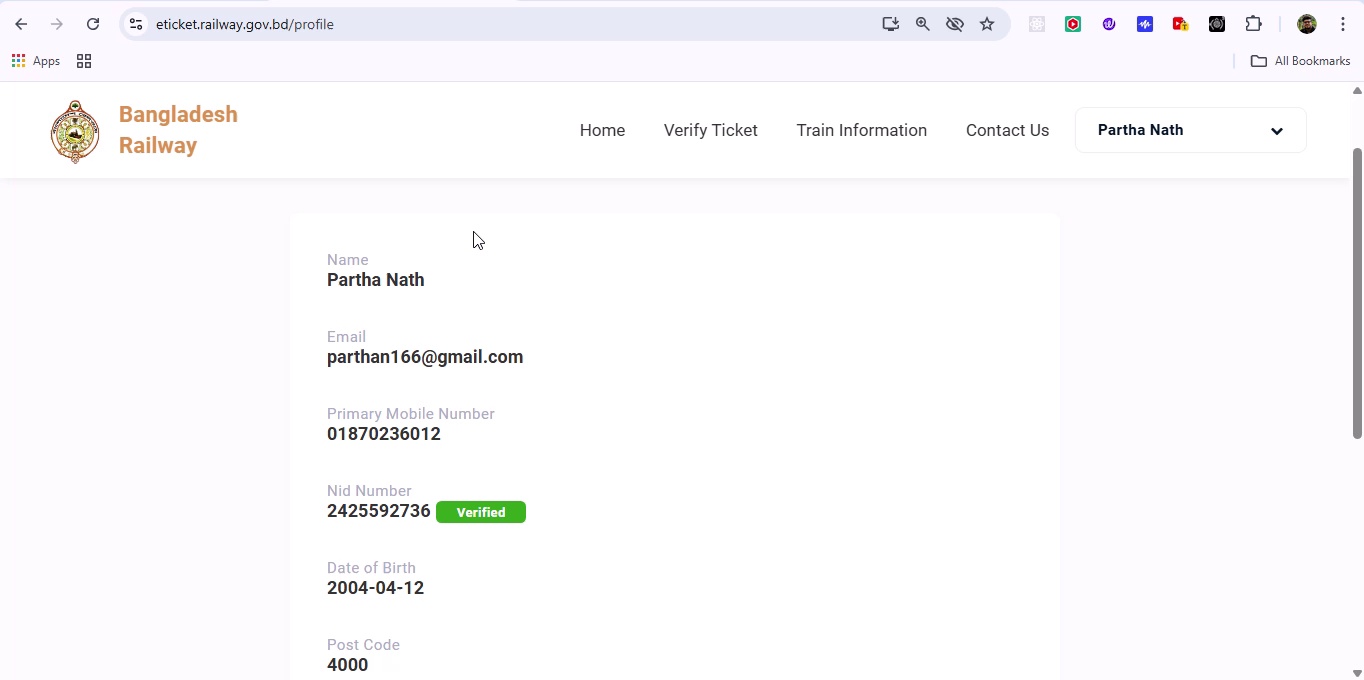 eticket.railway.gov.bd/profile
Apps
All Bookmarks
Bangladesh
Railway
Home
Verify Ticket
Train Information
Contact Us
Partha Nath
Name
Partha Nath
Email
parthan166@gmail.com
Primary Mobile Number
01870236012
Nid Number
2425592736 Verified
Date of Birth
2004-04-12
Post Code
4000